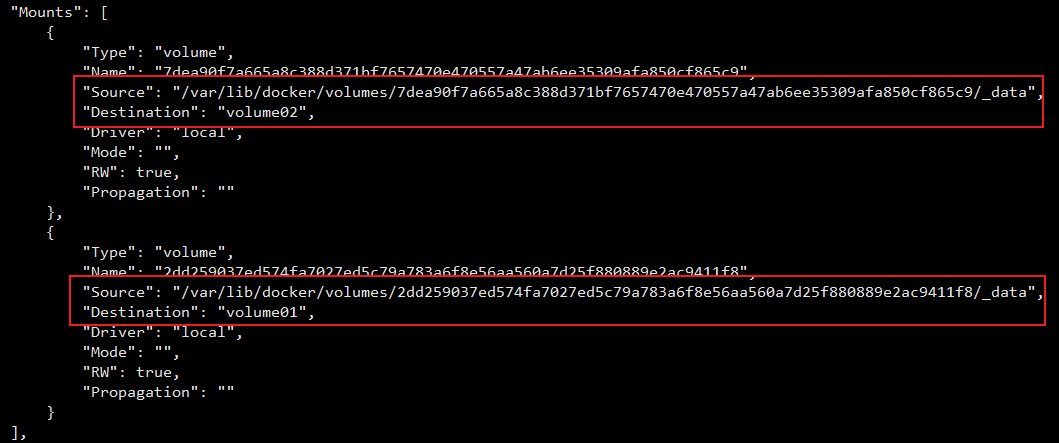 "Mounts": [
{
"Type": "volume",
"Name": "7dea90f7a665a8c388d371bf7657470e470557a47ab6ee35309afa850cf865c9",
"Source": "/var/lib/docker/volumes/7dea90f7a665a8c388d371bf7657470e470557a47ab6ee35309afa850cf865c9/_data",
"Destination": "volume02",
"Driver": "local",
"Mode": "",
"RW": true,
"Propagation": ""
},
{
"Type": "volume",
"Name": "2dd259037ed574fa7027ed5c79a783a6f8e56aa560a7d25f880889e2ac9411f8",
"Source": "/var/lib/docker/volumes/2dd259037ed574fa7027ed5c79a783a6f8e56aa560a7d25f880889e2ac9411f8/_data",
"Destination": "volume01",
"Driver": "local",
"Mode": "",
"RW": true,
"Propagation": ""
}
],